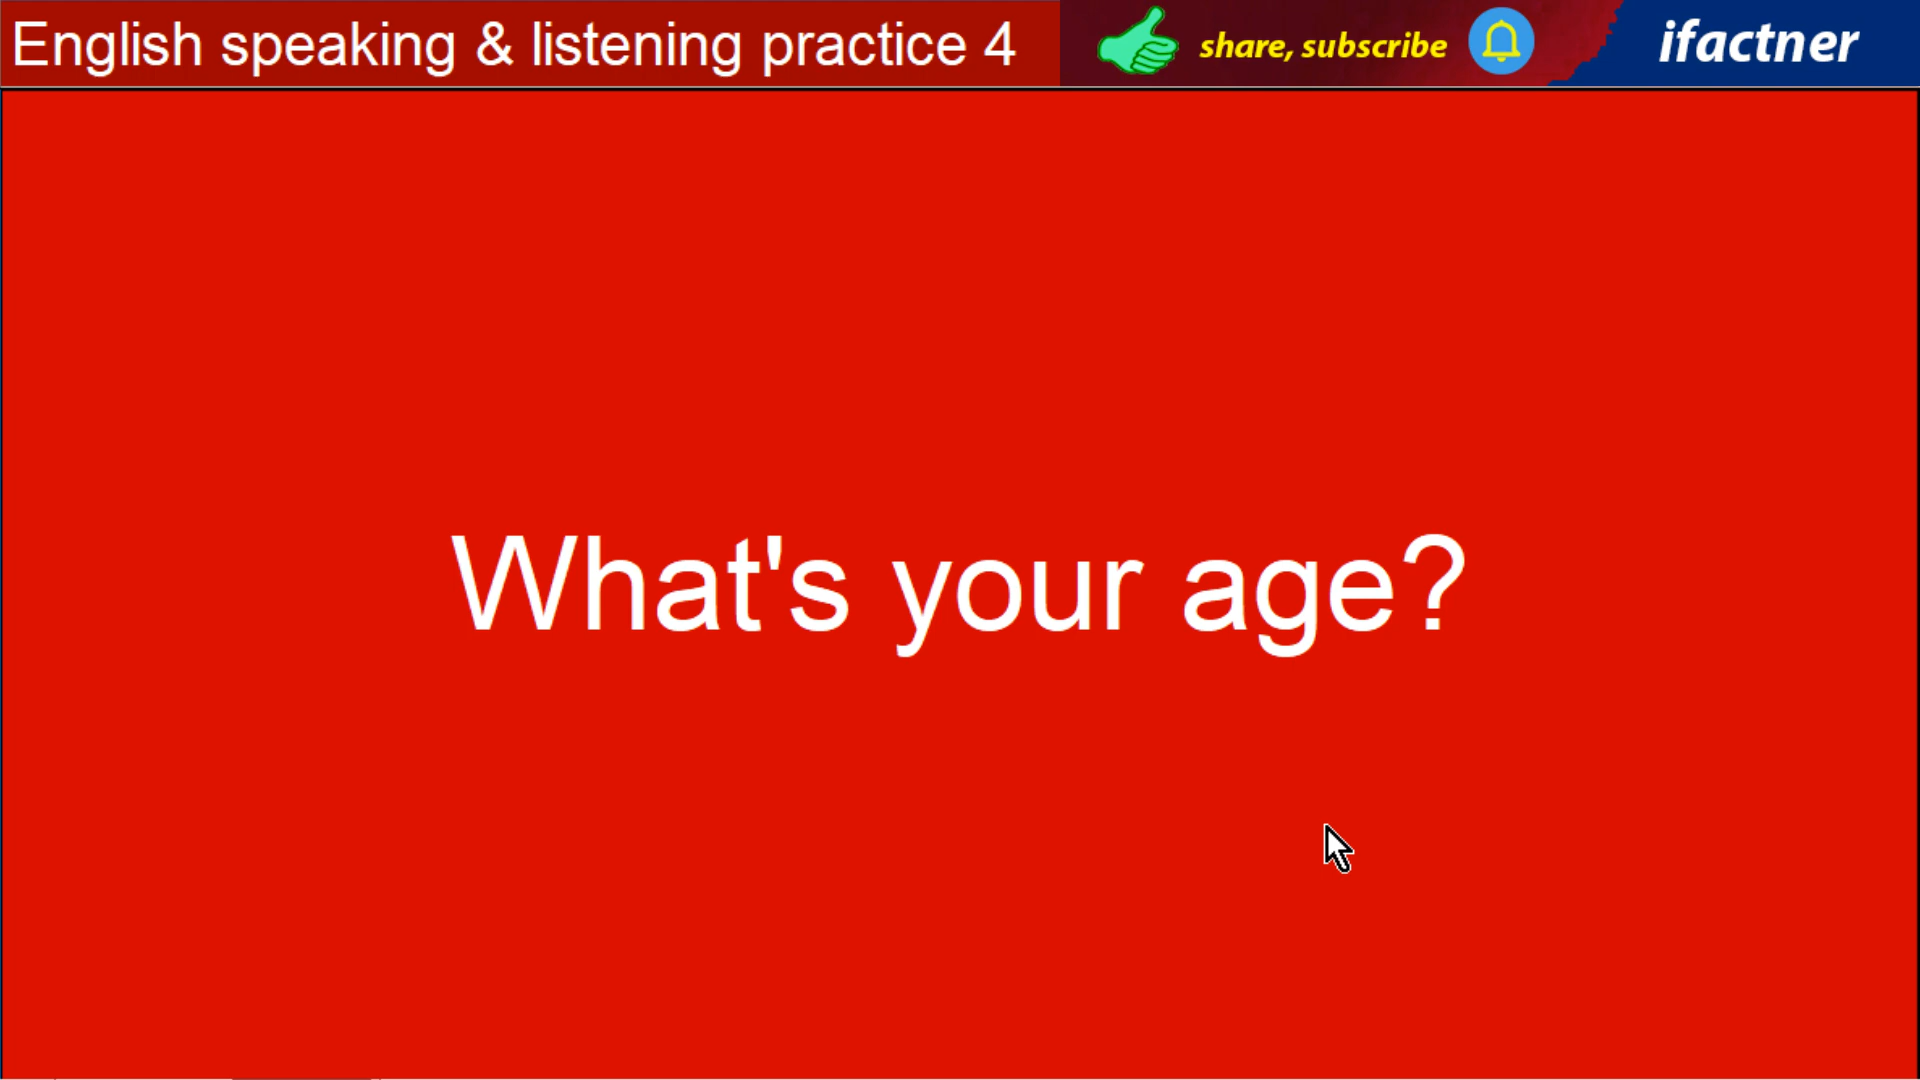 English speaking & listening practice 4
share, subscribe
ifactner
What's your age?